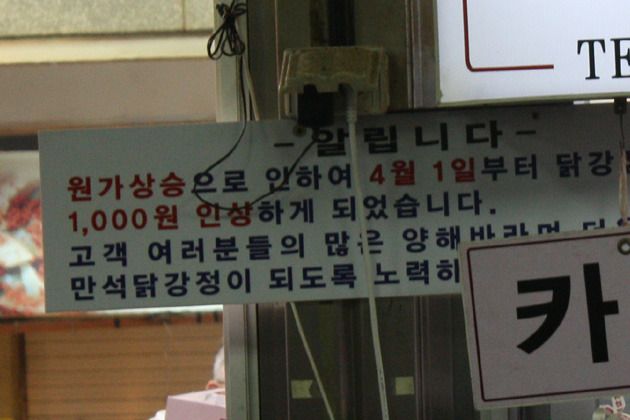 TE
- 알립니다 -
원가상승으로 인하여 4월 1일부터 닭강
1,000원 인상하게 되었습니다.
고객 여러분들의 많은 양해바라며
만석닭강정이 되도록 노력하
카